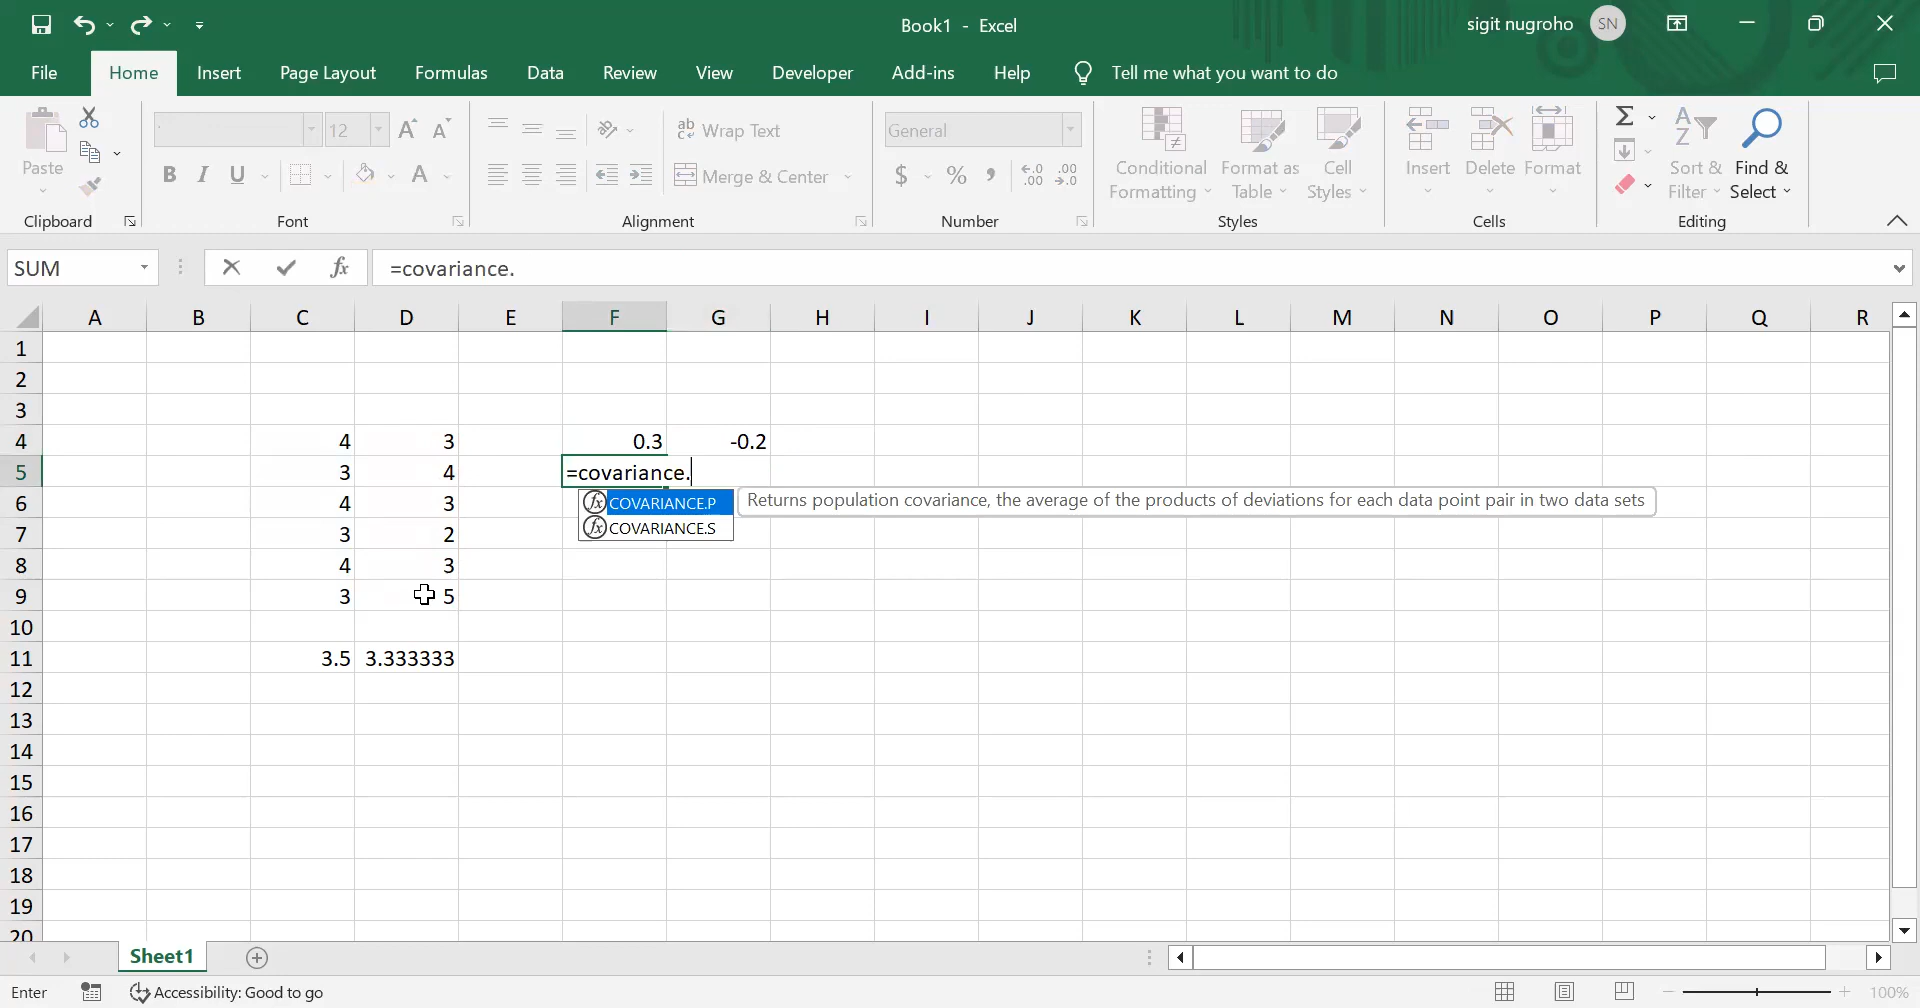 Book1 - Excel
sigit nugroho SN
File Home Insert Page Layout Formulas Data Review View Developer Add-ins Help Tell me what you want to do
Paste
Clipboard
12
B I U A
Font
Wrap Text
Merge & Center
Alignment
General
$ % , .00 .00
Number
Conditional Formatting
Format as Table
Cell Styles
Styles
Insert Delete Format
Cells
Sort & Filter
Find & Select
Editing
SUM fx =covariance.
A B C D E F G H I J K L M N O P Q R
1
2
3
4 4 3 0.3 -0.2
5 3 4 =covariance.
COVARIANCE.P Returns population covariance, the average of the products of deviations for each data point pair in two data sets
COVARIANCE.S
6 4 3
7 3 2
8 4 3
9 3 5
10
11 3.5 3.333333
12
13
14
15
16
17
18
19
20
Sheet1
Enter Accessibility: Good to go 100%